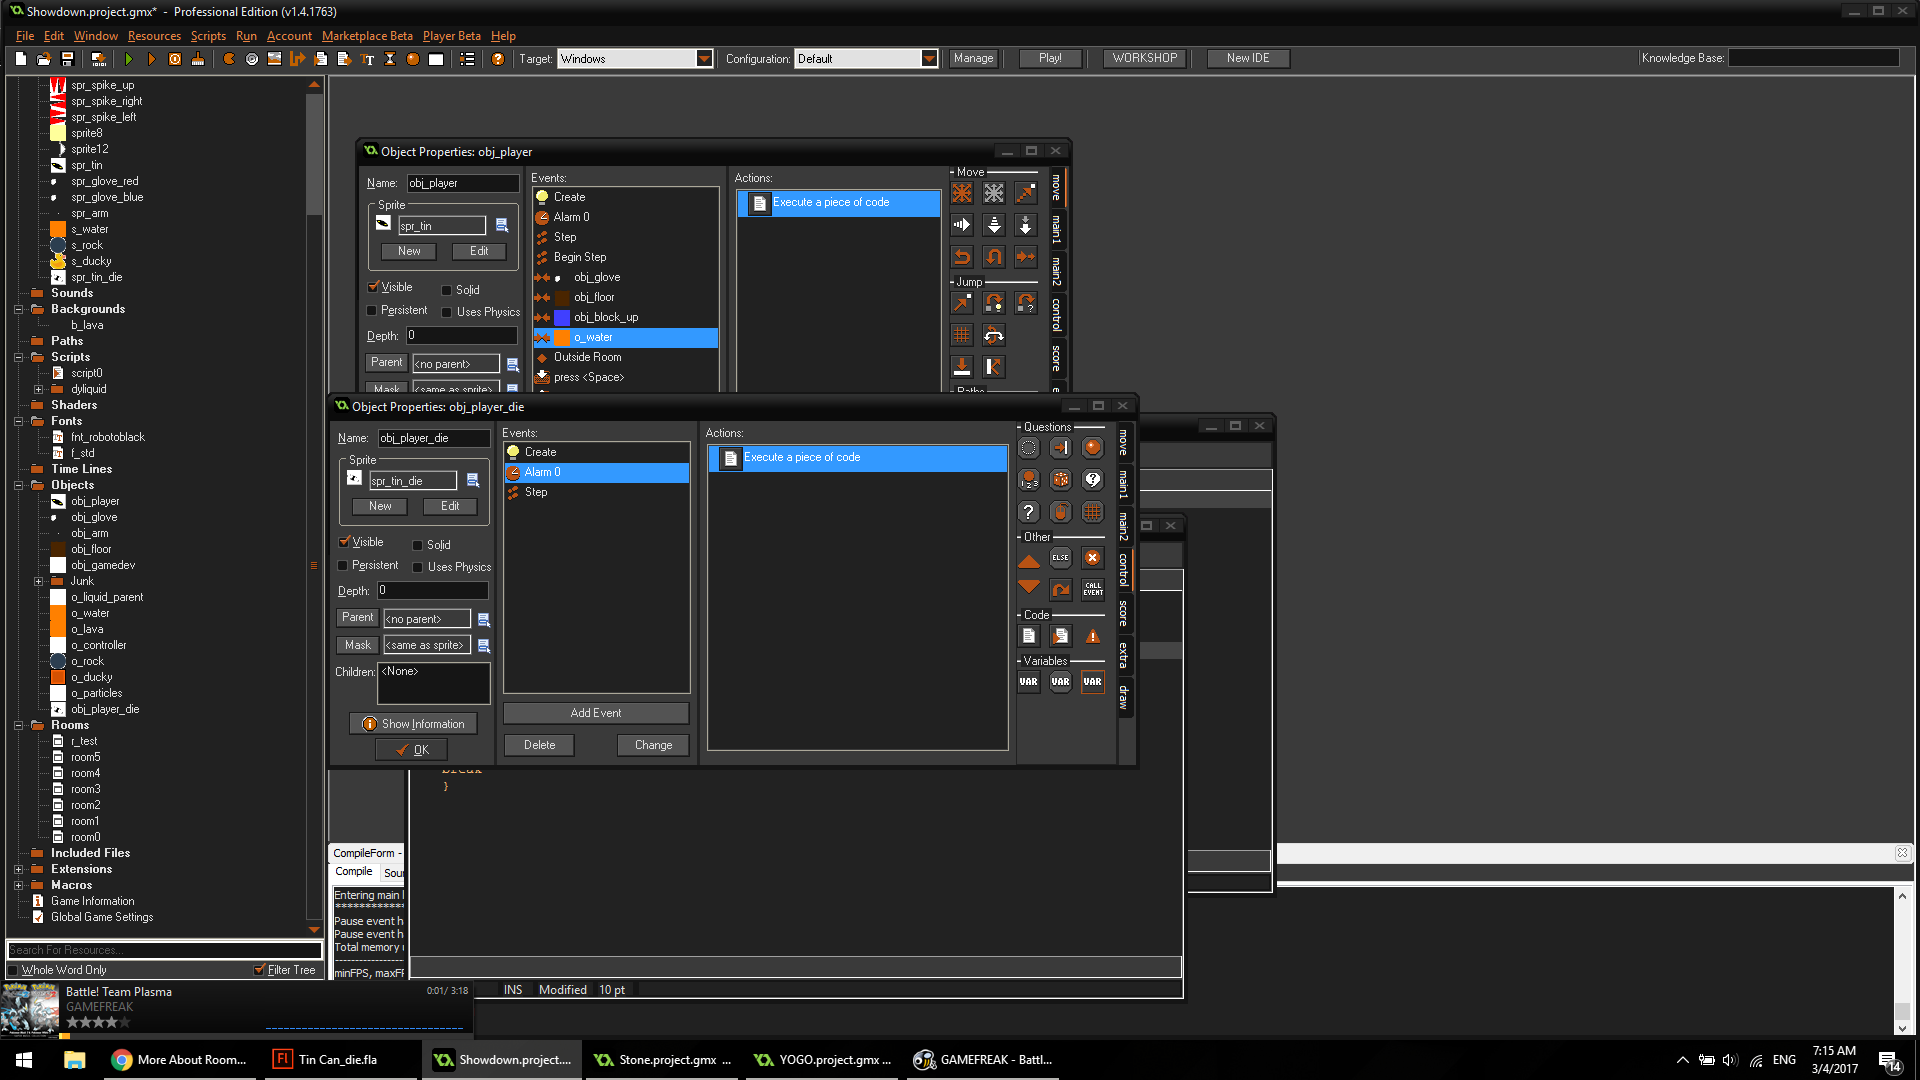 Showdown.project.gmx* - Professional Edition (v1.4.1763)
File Edit Window Resources Scripts Run Account Marketplace Beta Player Beta Help
Target: Windows Configuration: Default Manage Play! WORKSHOP New IDE Knowledge Base:
spr_spike_up
spr_spike_right
spr_spike_left
sprite8
sprite12
spr_tin
spr_glove_red
spr_glove_blue
spr_arm
s_water
s_rock
s_ducky
spr_tin_die
Sounds
Backgrounds
b_lava
Paths
Scripts
script0
dyliquid
Shaders
Fonts
fnt_robotoblack
f_std
Time Lines
Objects
obj_player
obj_glove
obj_arm
obj_floor
obj_gamedev
Junk
o_liquid_parent
o_water
o_lava
o_controller
o_rock
o_ducky
o_particles
obj_player_die
Rooms
r_test
room5
room4
room3
room2
room1
room0
Included Files
Extensions
Macros
Game Information
Global Game Settings
Search For Resources...
Whole Word Only Filter Tree
Object Properties: obj_player
Name: obj_player
Sprite
spr_tin
New Edit
Visible Solid
Persistent Uses Physics
Depth: 0
Parent <no parent>
Mask <same as sprite>
Events:
Create
Alarm 0
Step
Begin Step
obj_glove
obj_floor
obj_block_up
o_water
Outside Room
press <Space>
Actions:
Execute a piece of code
Move
Jump
Paths
move
main1
main2
control
score
Object Properties: obj_player_die
Name: obj_player_die
Sprite
spr_tin_die
New Edit
Visible Solid
Persistent Uses Physics
Depth: 0
Parent <no parent>
Mask <same as sprite>
Children: <None>
Show Information
OK
Events:
Create
Alarm 0
Step
Add Event
Delete Change
Actions:
Execute a piece of code
Questions
Other
ELSE
CALL EVENT
Code
Variables
VAR VAR VAR
move
main1
main2
control
score
extra
draw
break
}
CompileForm -
Compile Sour
Entering main l
**************
Pause event h
Pause event h
Total memory u
minFPS, maxFP
INS Modified 10 pt
Battle! Team Plasma 0:01/ 3:18
GAMEFREAK
More About Room...
Tin Can_die.fla
Showdown.project....
Stone.project.gmx ...
YOGO.project.gmx ...
GAMEFREAK - Battl...
ENG
7:15 AM
3/4/2017
14